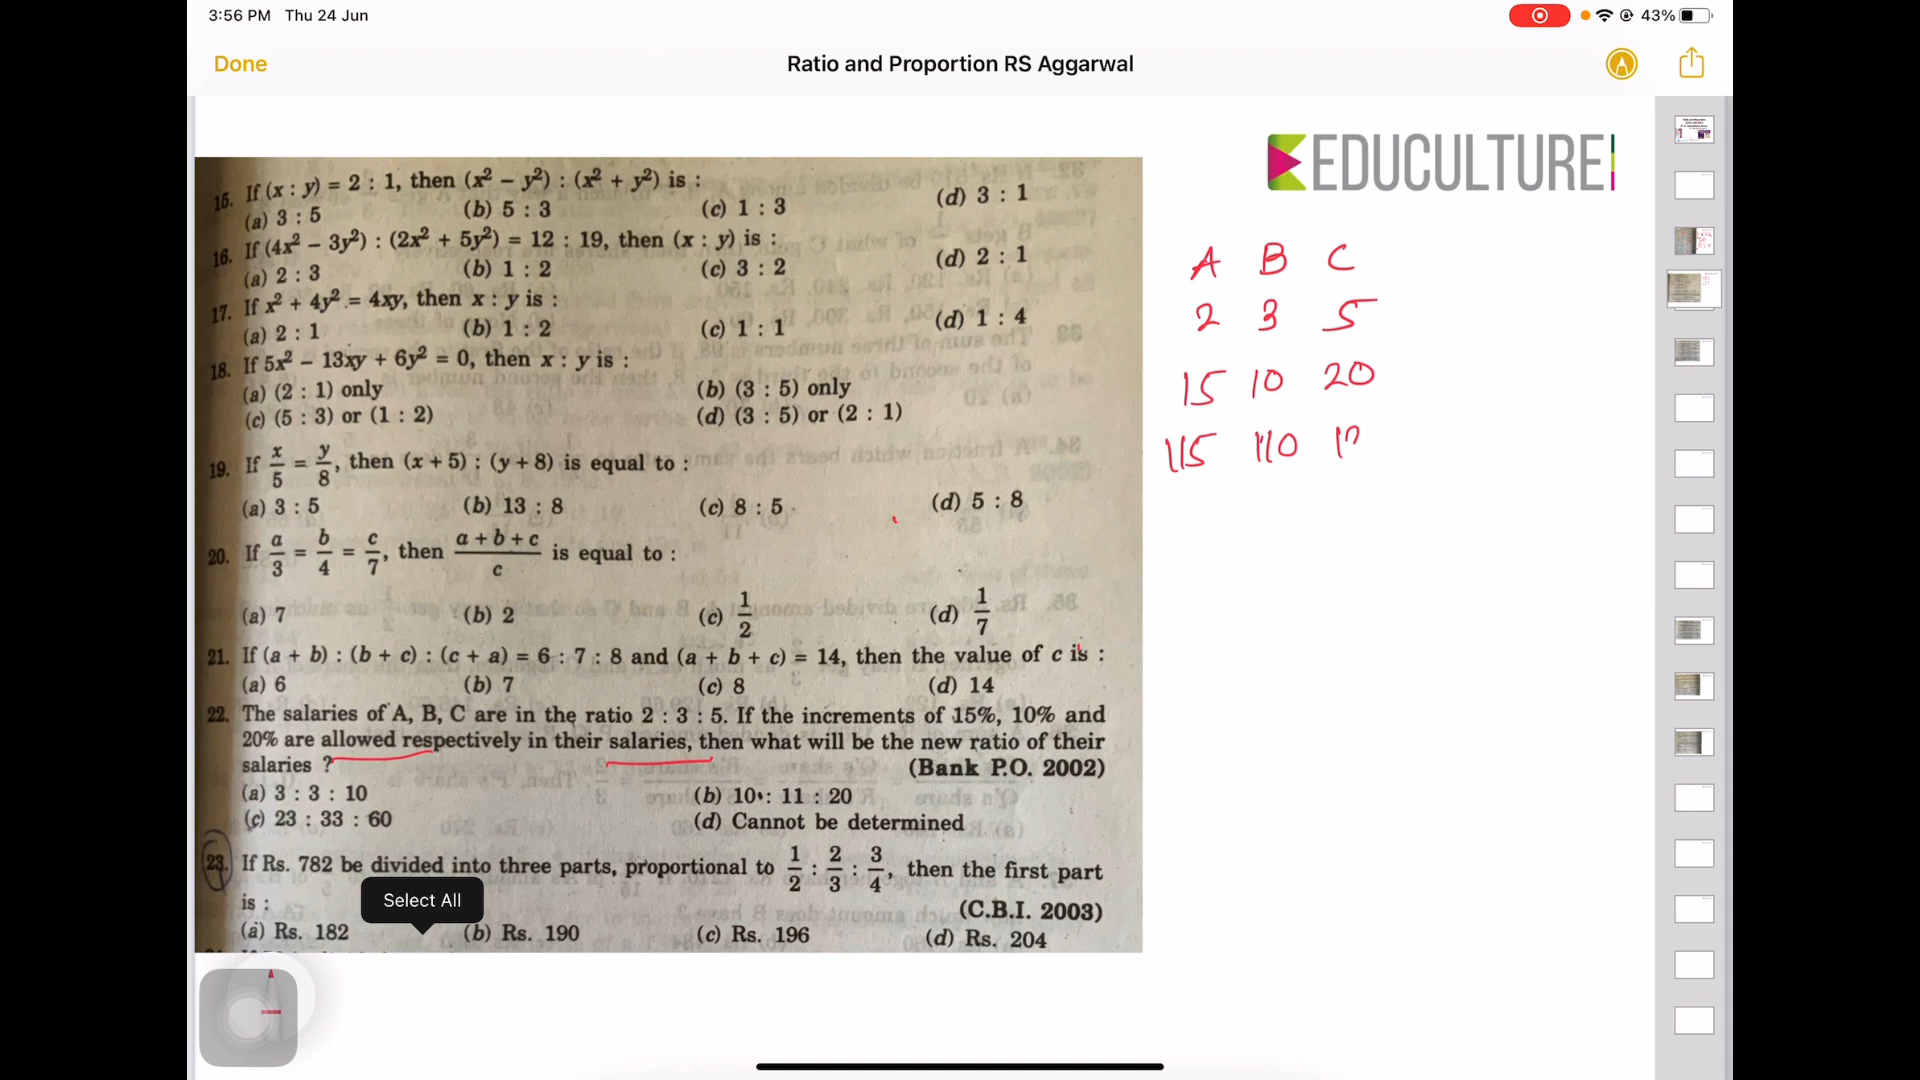 3:56 PM Thu 24 Jun
43%
Done
Ratio and Proportion RS Aggarwal
EDUCULTURE
15. If (x : y) = 2 : 1, then (x² − y²) : (x² + y²) is :
(a) 3 : 5 (b) 5 : 3 (c) 1 : 3 (d) 3 : 1
16. If (4x² − 3y²) : (2x² + 5y²) = 12 : 19, then (x : y) is :
(a) 2 : 3 (b) 1 : 2 (c) 3 : 2 (d) 2 : 1
17. If x² + 4y² = 4xy, then x : y is :
(a) 2 : 1 (b) 1 : 2 (c) 1 : 1 (d) 1 : 4
18. If 5x² − 13xy + 6y² = 0, then x : y is :
(a) (2 : 1) only (b) (3 : 5) only
(c) (5 : 3) or (1 : 2) (d) (3 : 5) or (2 : 1)
19. If x/5 = y/8, then (x + 5) : (y + 8) is equal to :
(a) 3 : 5 (b) 13 : 8 (c) 8 : 5 (d) 5 : 8
20. If a/3 = b/4 = c/7, then (a + b + c)/c is equal to :
(a) 7 (b) 2 (c) 1/2 (d) 1/7
21. If (a + b) : (b + c) : (c + a) = 6 : 7 : 8 and (a + b + c) = 14, then the value of c is :
(a) 6 (b) 7 (c) 8 (d) 14
22. The salaries of A, B, C are in the ratio 2 : 3 : 5. If the increments of 15%, 10% and
20% are allowed respectively in their salaries, then what will be the new ratio of their
salaries ? (Bank P.O. 2002)
(a) 3 : 3 : 10 (b) 10 : 11 : 20
(c) 23 : 33 : 60 (d) Cannot be determined
23. If Rs. 782 be divided into three parts, proportional to 1/2 : 2/3 : 3/4, then the first part
is : (C.B.I. 2003)
(a) Rs. 182 (b) Rs. 190 (c) Rs. 196 (d) Rs. 204
Select All
A B C
2 3 5
15 10 20
115 110 12